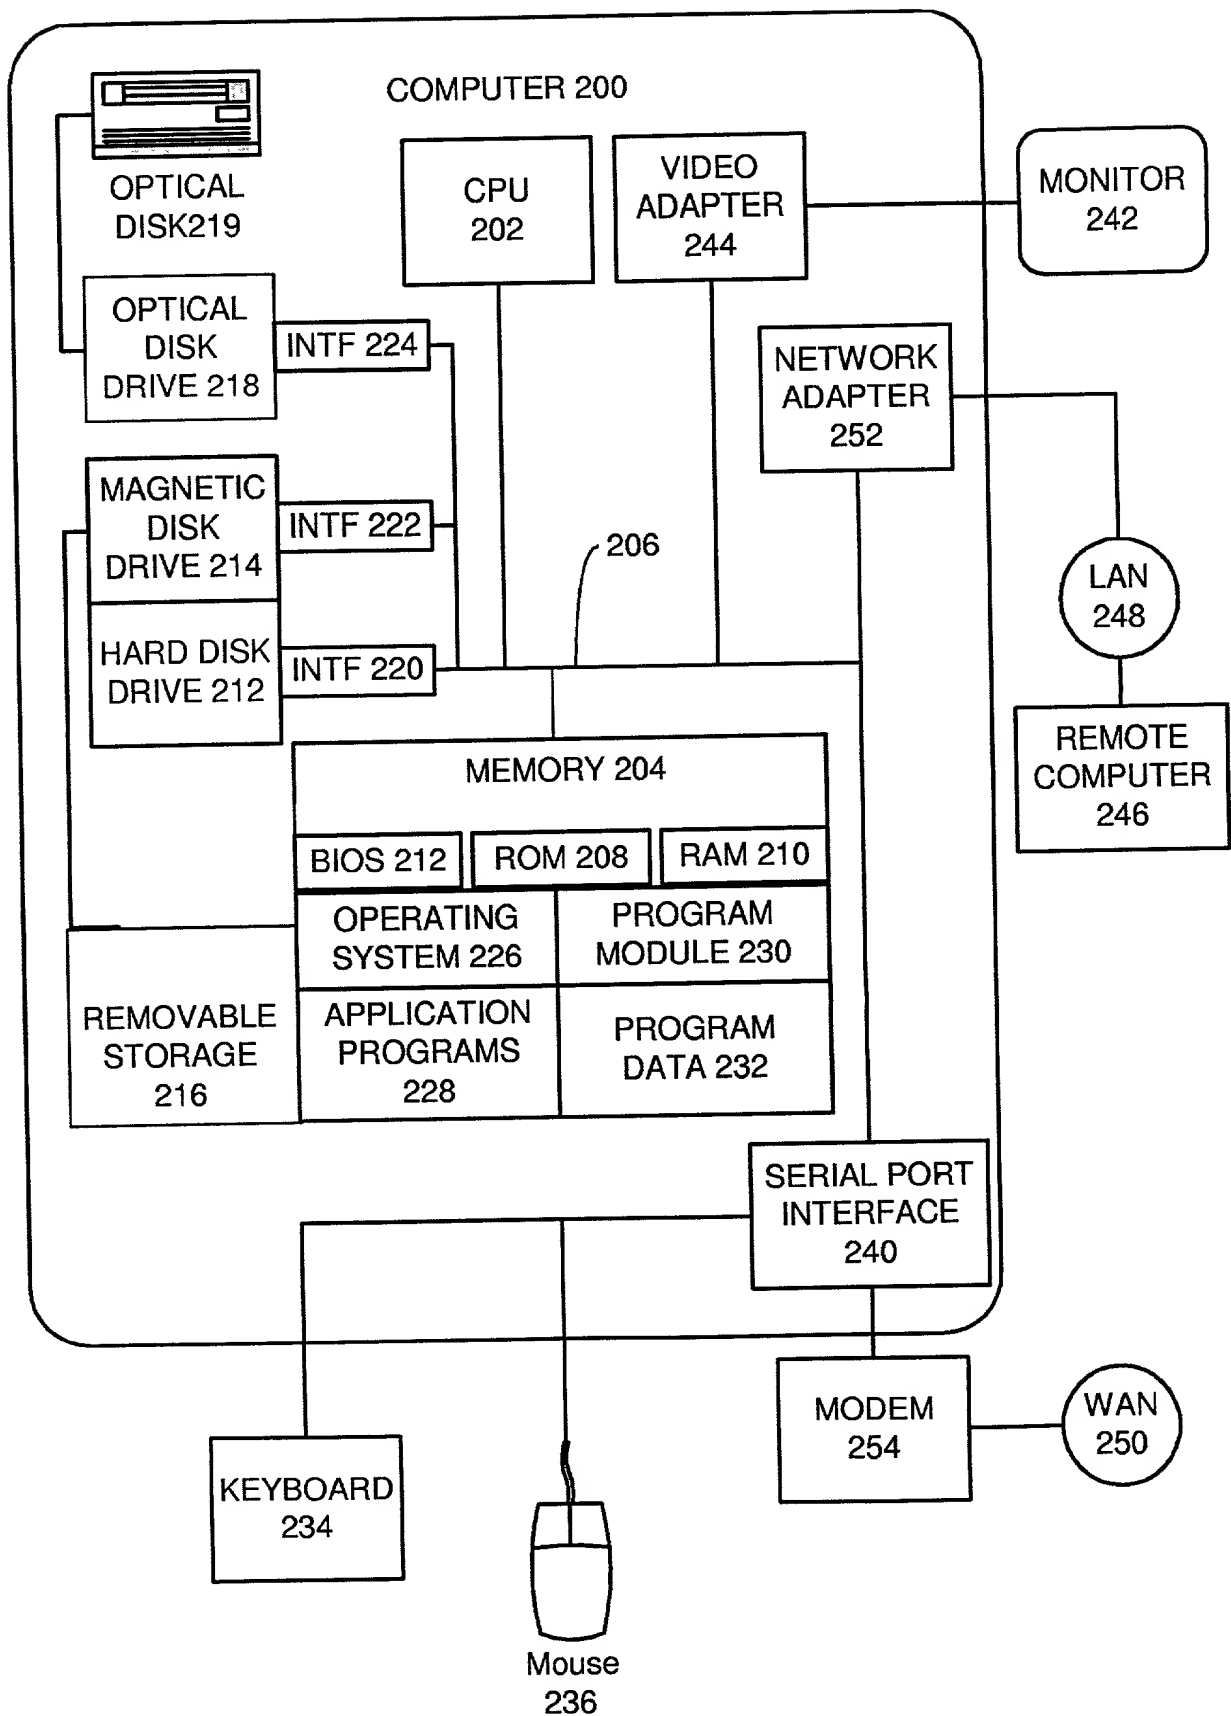 COMPUTER 200
OPTICAL
DISK219
CPU
202
VIDEO
ADAPTER
244
MONITOR
242
OPTICAL
DISK
DRIVE 218
INTF 224
NETWORK
ADAPTER
252
MAGNETIC
DISK
DRIVE 214
INTF 222
206
LAN
248
HARD DISK
DRIVE 212
INTF 220
REMOTE
COMPUTER
246
MEMORY 204
BIOS 212
ROM 208
RAM 210
OPERATING
SYSTEM 226
PROGRAM
MODULE 230
REMOVABLE
STORAGE
216
APPLICATION
PROGRAMS
228
PROGRAM
DATA 232
SERIAL PORT
INTERFACE
240
MODEM
254
WAN
250
KEYBOARD
234
Mouse
236